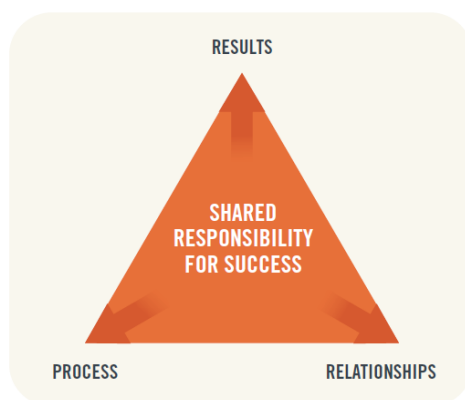 RESULTS
SHARED
RESPONSIBILITY
FOR SUCCESS
PROCESS
RELATIONSHIPS